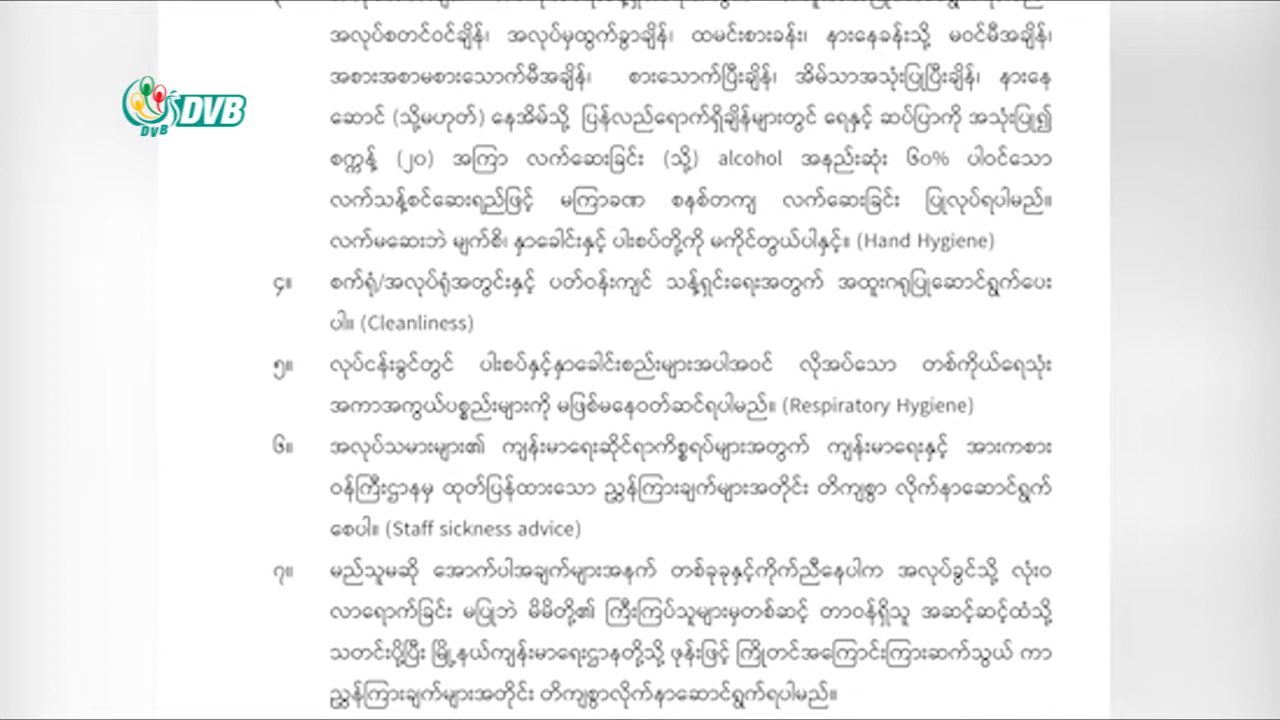 အလုပ်စတင်ဝင်ချိန်၊ အလုပ်မှထွက်ခွာချိန်၊ ထမင်းစားခန်း၊ နားနေခန်းသို့ မဝင်မီအချိန်၊
အစားအစာမစားသောက်မီအချိန်၊ စားသောက်ပြီးချိန်၊ အိမ်သာအသုံးပြုပြီးချိန်၊ နားနေ
DVB
ဆောင် (သို့မဟုတ်) နေအိမ်သို့ ပြန်လည်ရောက်ရှိချိန်များတွင် ရေနှင့် ဆပ်ပြာကို အသုံးပြု၍
DVB
စက္ကန့် (၂၀) အကြာ လက်ဆေးခြင်း (သို့) alcohol အနည်းဆုံး ၆၀% ပါဝင်သော
လက်သန့်စင်ဆေးရည်ဖြင့် မကြာခဏ စနစ်တကျ လက်ဆေးခြင်း ပြုလုပ်ရပါမည်။
လက်မဆေးဘဲ မျက်စိ၊ နှာခေါင်းနှင့် ပါးစပ်တို့ကို မကိုင်တွယ်ပါနှင့်။ (Hand Hygiene)
၄။ စက်ရုံ/အလုပ်ရုံအတွင်းနှင့် ပတ်ဝန်းကျင် သန့်ရှင်းရေးအတွက် အထူးဂရုပြုဆောင်ရွက်ပေး
ပါ။ (Cleanliness)
၅။ လုပ်ငန်းခွင်တွင် ပါးစပ်နှင့်နှာခေါင်းစည်းများအပါအဝင် လိုအပ်သော တစ်ကိုယ်ရေသုံး
အကာအကွယ်ပစ္စည်းများကို မဖြစ်မနေဝတ်ဆင်ရပါမည်။ (Respiratory Hygiene)
၆။ အလုပ်သမားများ၏ ကျန်းမာရေးဆိုင်ရာကိစ္စရပ်များအတွက် ကျန်းမာရေးနှင့် အားကစား
ဝန်ကြီးဌာနမှ ထုတ်ပြန်ထားသော ညွှန်ကြားချက်များအတိုင်း တိကျစွာ လိုက်နာဆောင်ရွက်
စေပါ။ (Staff sickness advice)
၇။ မည်သူမဆို အောက်ပါအချက်များအနက် တစ်ခုခုနှင့်ကိုက်ညီနေပါက အလုပ်ခွင်သို့ လုံးဝ
လာရောက်ခြင်း မပြုဘဲ မိမိတို့၏ ကြီးကြပ်သူများမှတစ်ဆင့် တာဝန်ရှိသူ အဆင့်ဆင့်ထံသို့
သတင်းပို့ပြီး မြို့နယ်ကျန်းမာရေးဌာနတို့သို့ ဖုန်းဖြင့် ကြိုတင်အကြောင်းကြားဆက်သွယ် ကာ
ညွှန်ကြားချက်များအတိုင်း တိကျစွာလိုက်နာဆောင်ရွက်ရပါမည်။